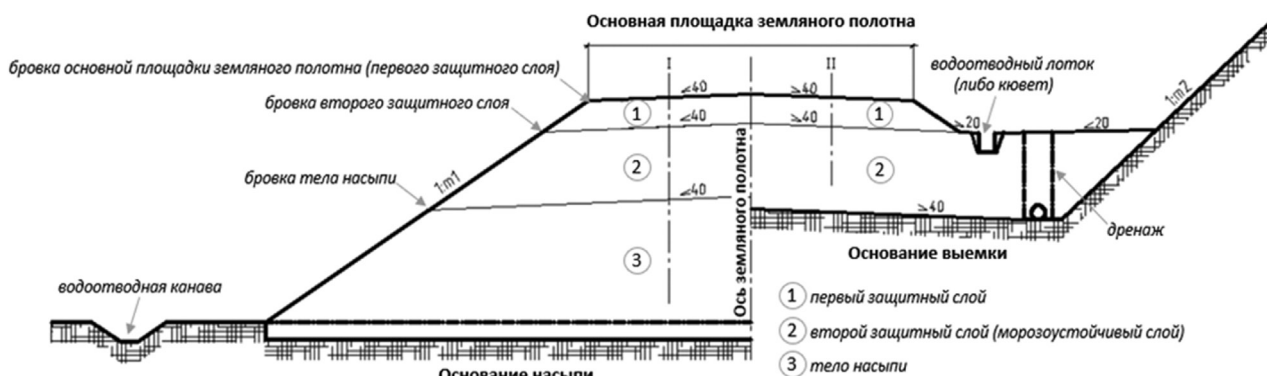 Основная площадка земляного полотна
бровка основной площадки земляного полотна (первого защитного слоя)
I
II
водоотводный лоток
(либо кювет)
бровка второго защитного слоя
40
40
1:m2
1
40
40
1
20
20
бровка тела насыпи
1:m1
2
2
40
40
Ось земляного полотна
дренаж
Основание выемки
3
водоотводная канава
1 первый защитный слой
2 второй защитный слой (морозоустойчивый слой)
3 тело насыпи
Основание насыпи